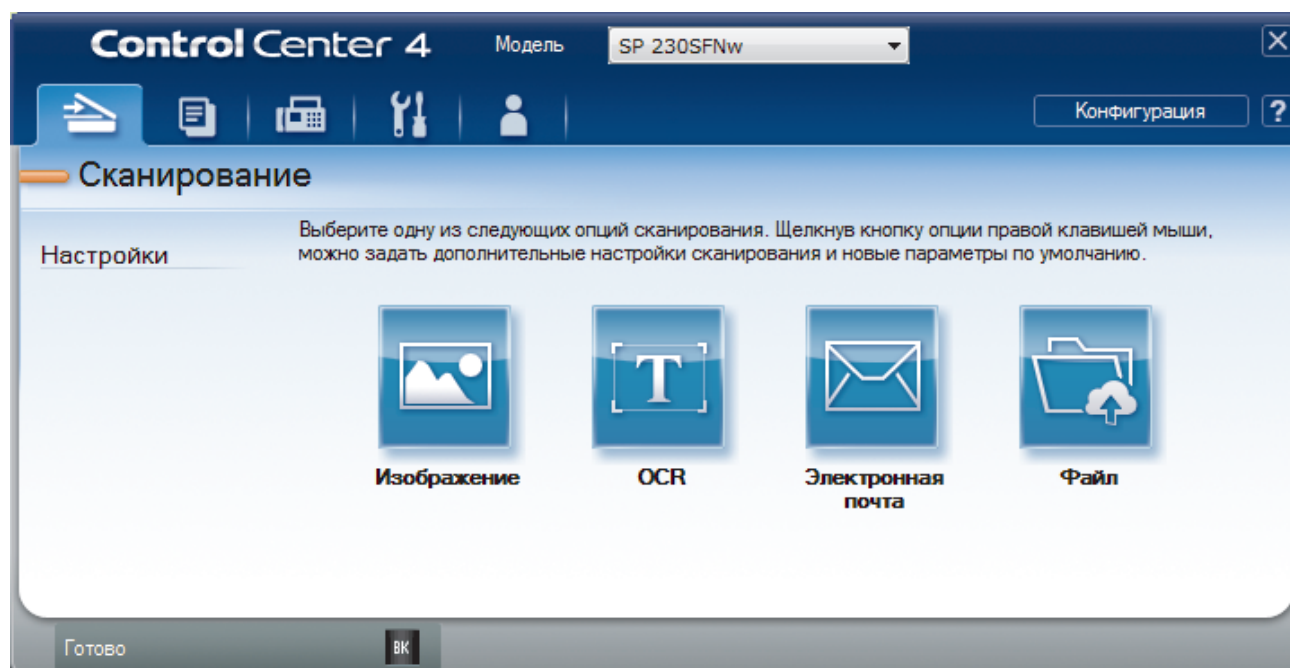 Control Center 4 Модель SP 230SFNw
Конфигурация ?
Сканирование
Настройки
Выберите одну из следующих опций сканирования. Щелкнув кнопку опции правой клавишей мыши,
можно задать дополнительные настройки сканирования и новые параметры по умолчанию.
T
Изображение OCR Электронная почта Файл
Готово BK